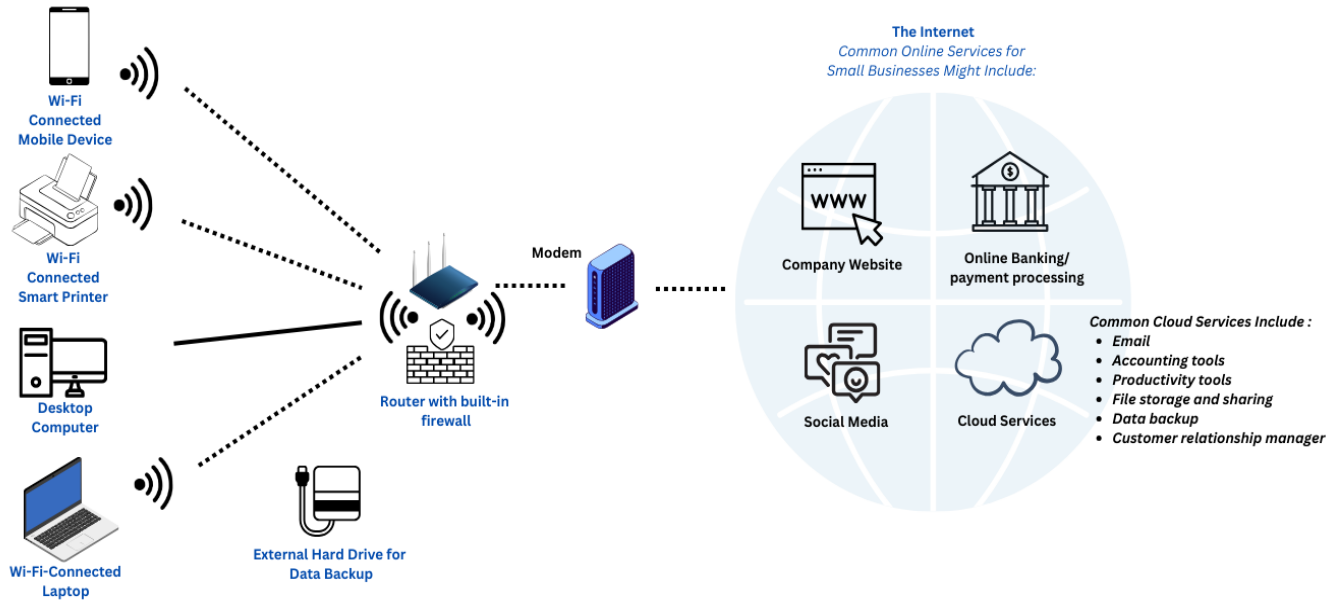 Wi-Fi
Connected
Mobile Device
Wi-Fi
Connected
Smart Printer
Desktop
Computer
Wi-Fi-Connected
Laptop
External Hard Drive for
Data Backup
Router with built-in
firewall
Modem
The Internet
Common Online Services for
Small Businesses Might Include:
WWW
Company Website
$
Online Banking/
payment processing
Social Media
Cloud Services
Common Cloud Services Include :
• Email
• Accounting tools
• Productivity tools
• File storage and sharing
• Data backup
• Customer relationship manager